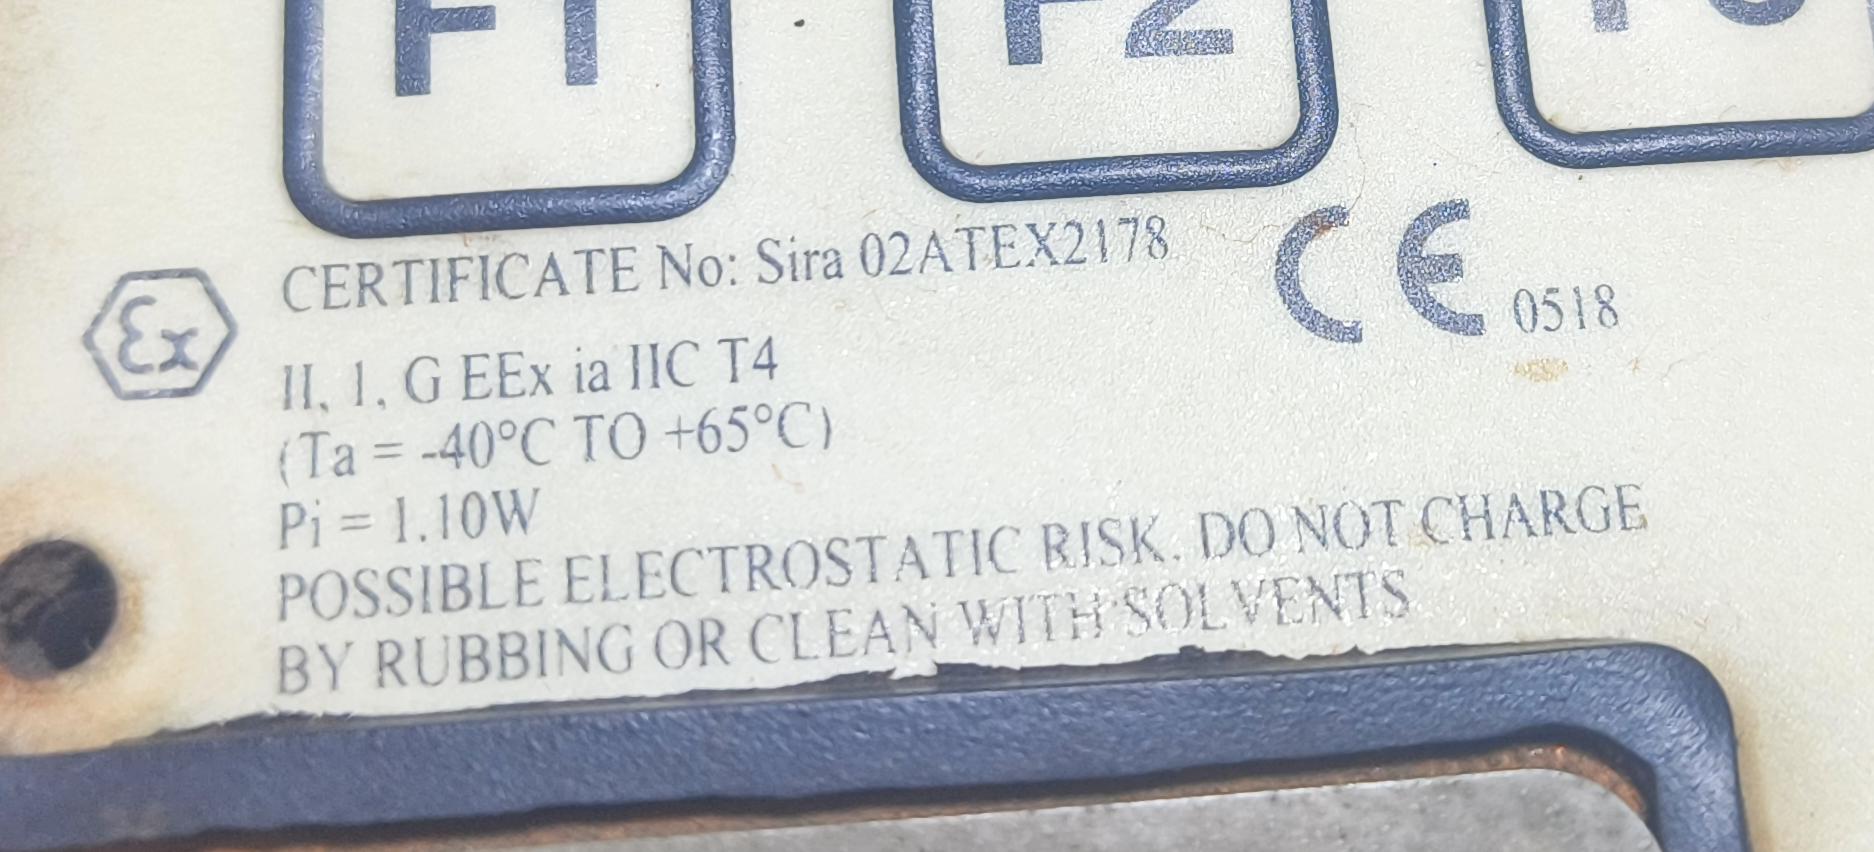 F1 F2
CERTIFICATE No: Sira 02ATEX2178
CE 0518
Ex
II, 1, G EEx ia IIC T4
(Ta = -40°C TO +65°C)
Pi = 1.10W
POSSIBLE ELECTROSTATIC RISK. DO NOT CHARGE
BY RUBBING OR CLEAN WITH SOLVENTS